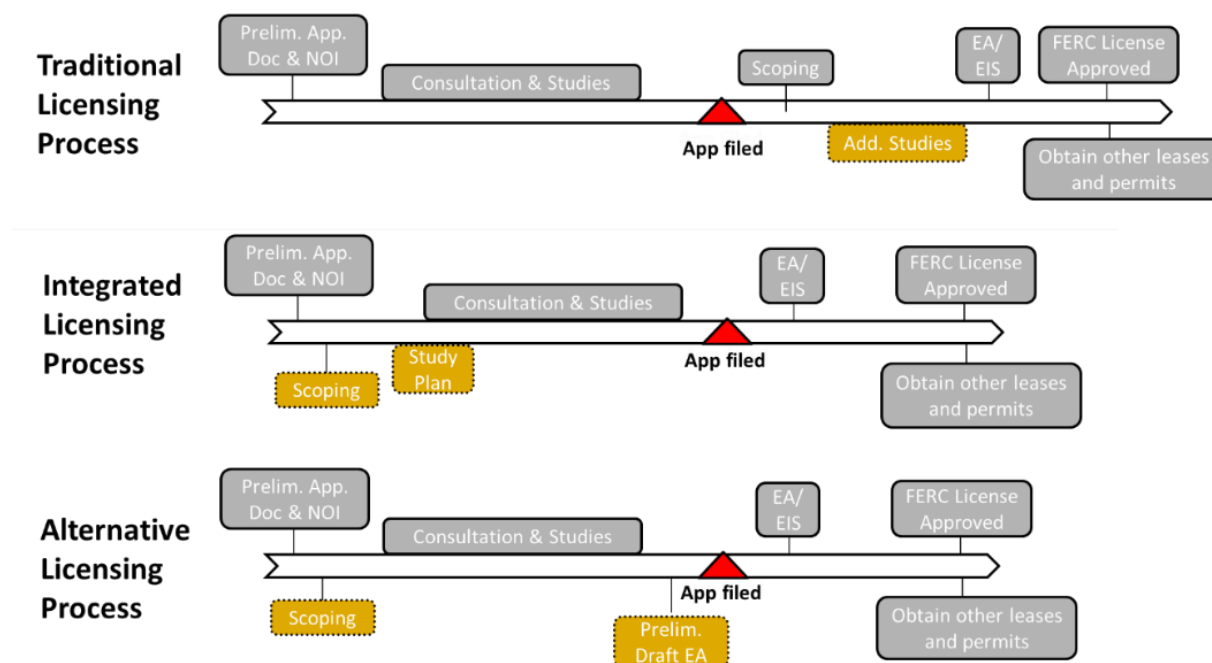 Traditional
Licensing
Process
Prelim. App.
Doc & NOI
Consultation & Studies
App filed
Scoping
Add. Studies
EA/
EIS
FERC License
Approved
Obtain other leases
and permits
Integrated
Licensing
Process
Prelim. App.
Doc & NOI
Scoping
Study
Plan
Consultation & Studies
App filed
EA/
EIS
FERC License
Approved
Obtain other leases
and permits
Alternative
Licensing
Process
Prelim. App.
Doc & NOI
Scoping
Consultation & Studies
Prelim.
Draft EA
App filed
EA/
EIS
FERC License
Approved
Obtain other leases
and permits